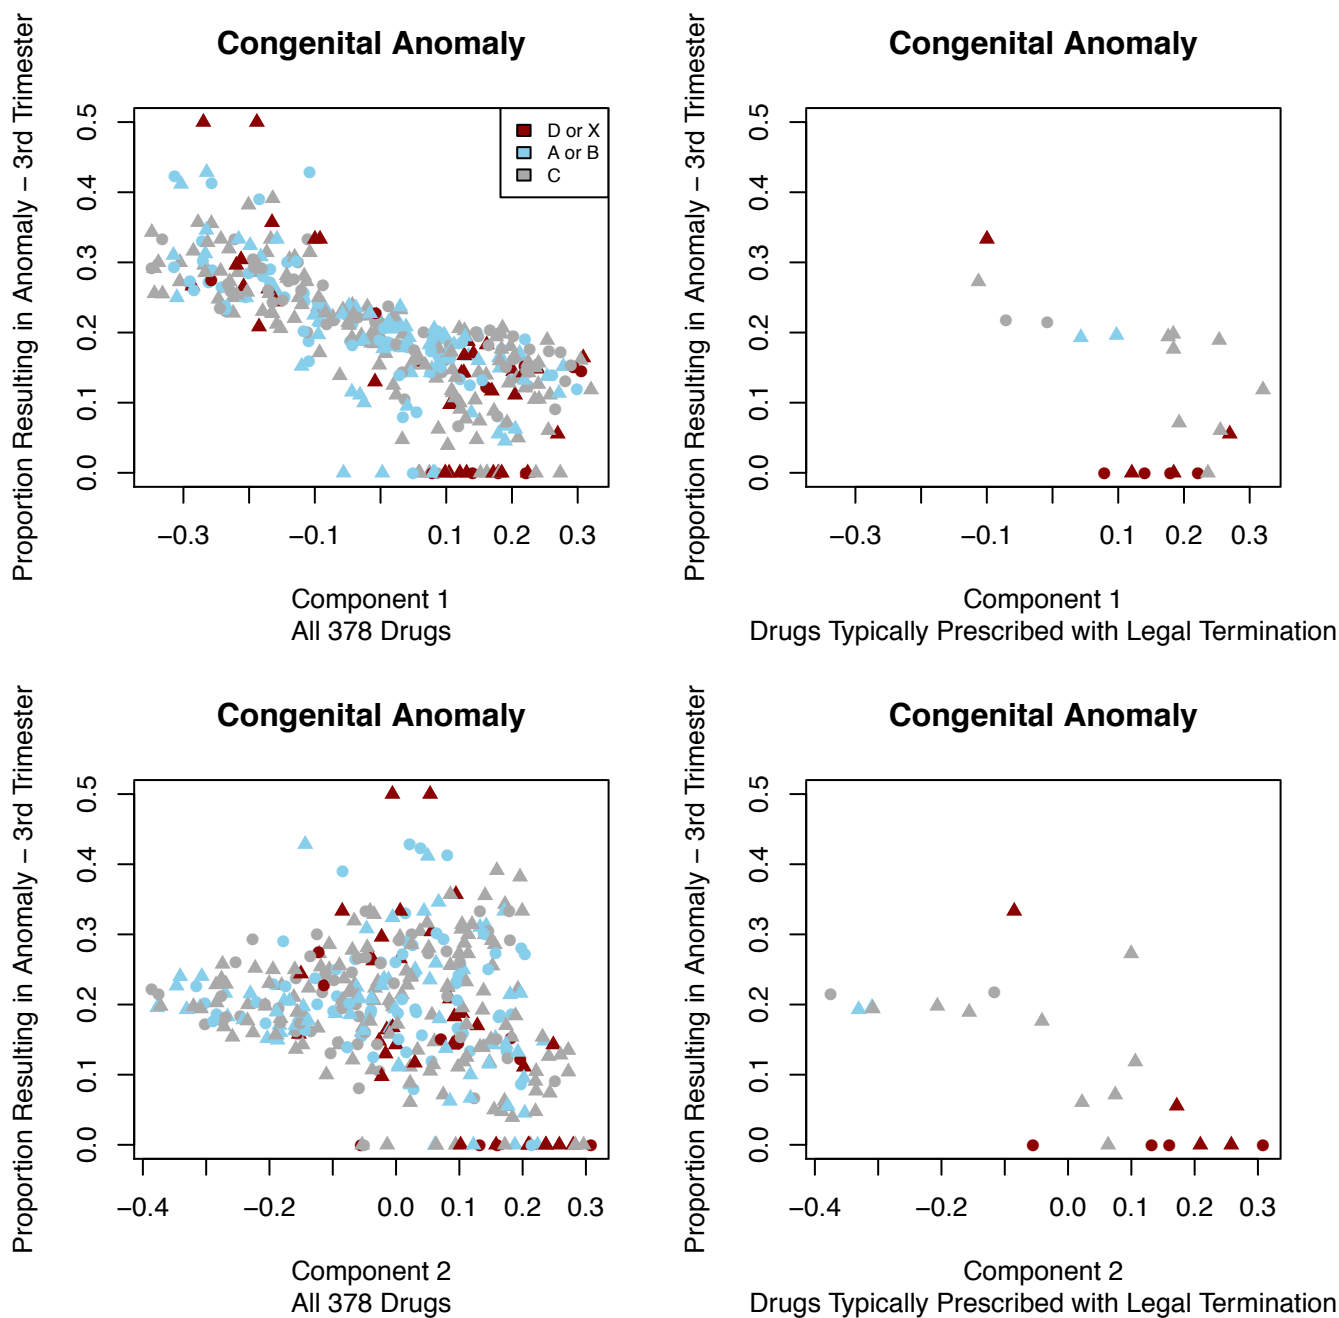 Congenital Anomaly
Proportion Resulting in Anomaly − 3rd Trimester
0.5
0.4
0.3
0.2
0.1
0.0
D or X
A or B
C
−0.3
−0.1
0.1
0.2
0.3
Component 1
All 378 Drugs
Congenital Anomaly
Proportion Resulting in Anomaly − 3rd Trimester
0.5
0.4
0.3
0.2
0.1
0.0
−0.3
−0.1
0.1
0.2
0.3
Component 1
Drugs Typically Prescribed with Legal Termination
Congenital Anomaly
Proportion Resulting in Anomaly − 3rd Trimester
0.5
0.4
0.3
0.2
0.1
0.0
−0.4
−0.2
0.0
0.1
0.2
0.3
Component 2
All 378 Drugs
Congenital Anomaly
Proportion Resulting in Anomaly − 3rd Trimester
0.5
0.4
0.3
0.2
0.1
0.0
−0.4
−0.2
0.0
0.1
0.2
0.3
Component 2
Drugs Typically Prescribed with Legal Termination